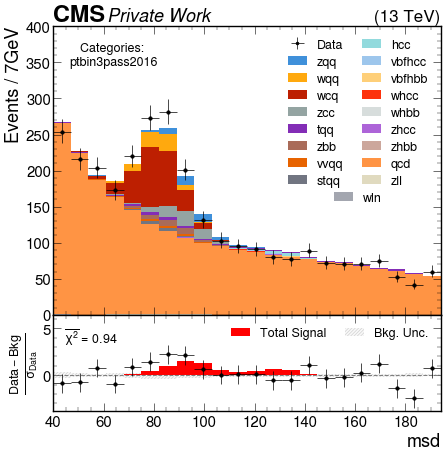 CMS Private Work (13 TeV)
Events / 7GeV
400
350
300
250
200
150
100
50
0
Categories:
ptbin3pass2016
Data
zqq
wqq
wcq
zcc
tqq
zbb
vvqq
stqq
hcc
vbfhcc
vbfhbb
whcc
whbb
zhcc
zhbb
qcd
zll
wln
Data−Bkg
σData
5
0
χ² = 0.94
Total Signal
Bkg. Unc.
40 60 80 100 120 140 160 180
msd